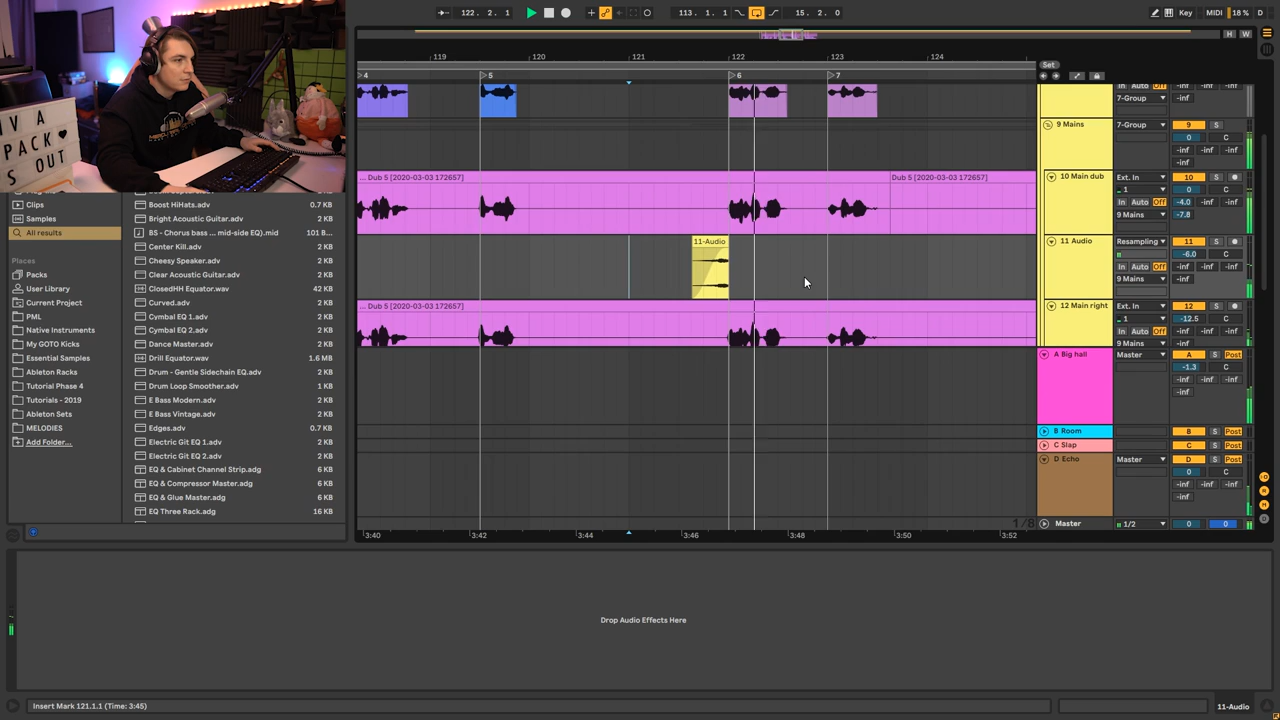 122. 2. 1
113. 1. 1
15. 2. 0
Key
MIDI
18 %
D
H
W
119
120
121
122
123
124
Set
4
5
6
7
IV A
PACK
OUT
Clips
Samples
All results
Places
Packs
User Library
Current Project
PML
Native Instruments
My GOTO Kicks
Essential Samples
Ableton Racks
Tutorial Phase 4
Tutorials - 2019
Ableton Sets
MELODIES
Add Folder...
Boost HiHats.adv 0.7 KB
Bright Acoustic Guitar.adv 2 KB
BS - Chorus bass ... mid-side EQ).mid 101 B...
Center Kill.adv 2 KB
Cheesy Speaker.adv 2 KB
Clear Acoustic Guitar.adv 2 KB
ClosedHH Equator.wav 42 KB
Curved.adv 2 KB
Cymbal EQ 1.adv 2 KB
Cymbal EQ 2.adv 2 KB
Dance Master.adv 2 KB
Drill Equator.wav 1.6 MB
Drum - Gentle Sidechain EQ.adv 2 KB
Drum Loop Smoother.adv 1 KB
E Bass Modern.adv 2 KB
E Bass Vintage.adv 2 KB
Edges.adv 0.7 KB
Electric Git EQ 1.adv 2 KB
Electric Git EQ 2.adv 2 KB
EQ & Cabinet Channel Strip.adg 6 KB
EQ & Compressor Master.adg 6 KB
EQ & Glue Master.adg 6 KB
EQ Three Rack.adg 16 KB
... Dub 5 [2020-03-03 172657]
Dub 5 [2020-03-03 172657]
11-Audio
... Dub 5 [2020-03-03 172657]
In Auto Off -inf -inf
7-Group -inf
9 Mains 7-Group 9 S
0 C
-inf -inf -inf
-inf
10 Main dub Ext. In 10 S
1 0 C
In Auto Off -4.0 -inf -inf
9 Mains -7.8
11 Audio Resampling 11 S
-6.0 C
In Auto Off -inf -inf -inf
9 Mains -inf
12 Main right Ext. In 12 S
1 -12.5 C
In Auto Off -inf -inf -inf
9 Mains -inf
A Big hall Master A S Post
-1.3 C
-inf -inf -inf
-inf
B Room B S Post
C Slap C S Post
D Echo Master D S Post
0 C
-inf -inf -inf
-inf
1/8
Master 1/2 0 0
3:40
3:42
3:44
3:46
3:48
3:50
3:52
Drop Audio Effects Here
Insert Mark 121.1.1 (Time: 3:45)
11-Audio